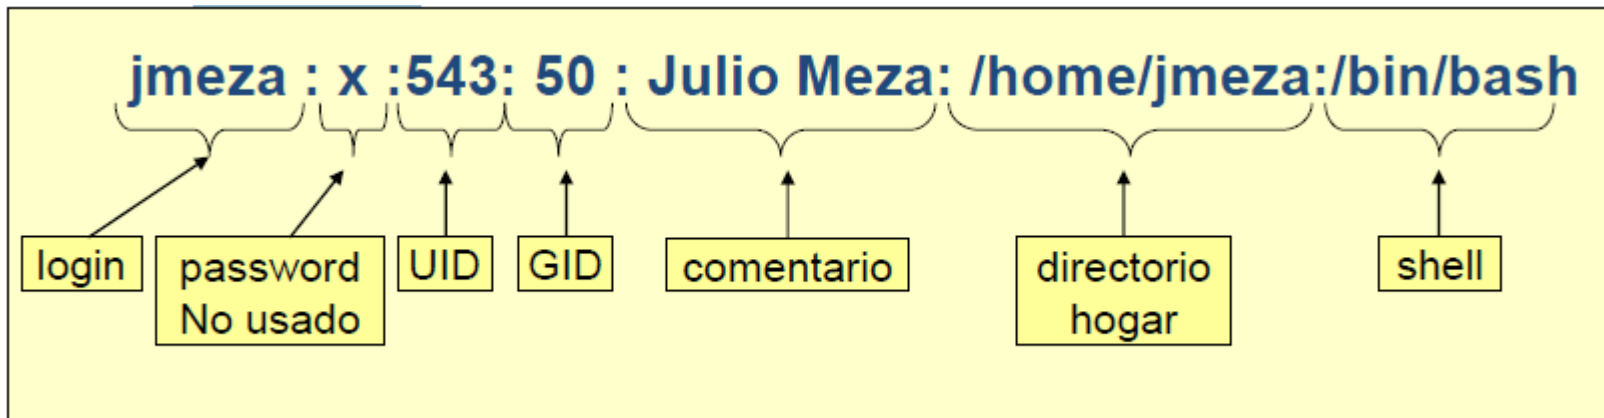 jmeza : x :543: 50 : Julio Meza: /home/jmeza:/bin/bash
login
password
No usado
UID
GID
comentario
directorio
hogar
shell